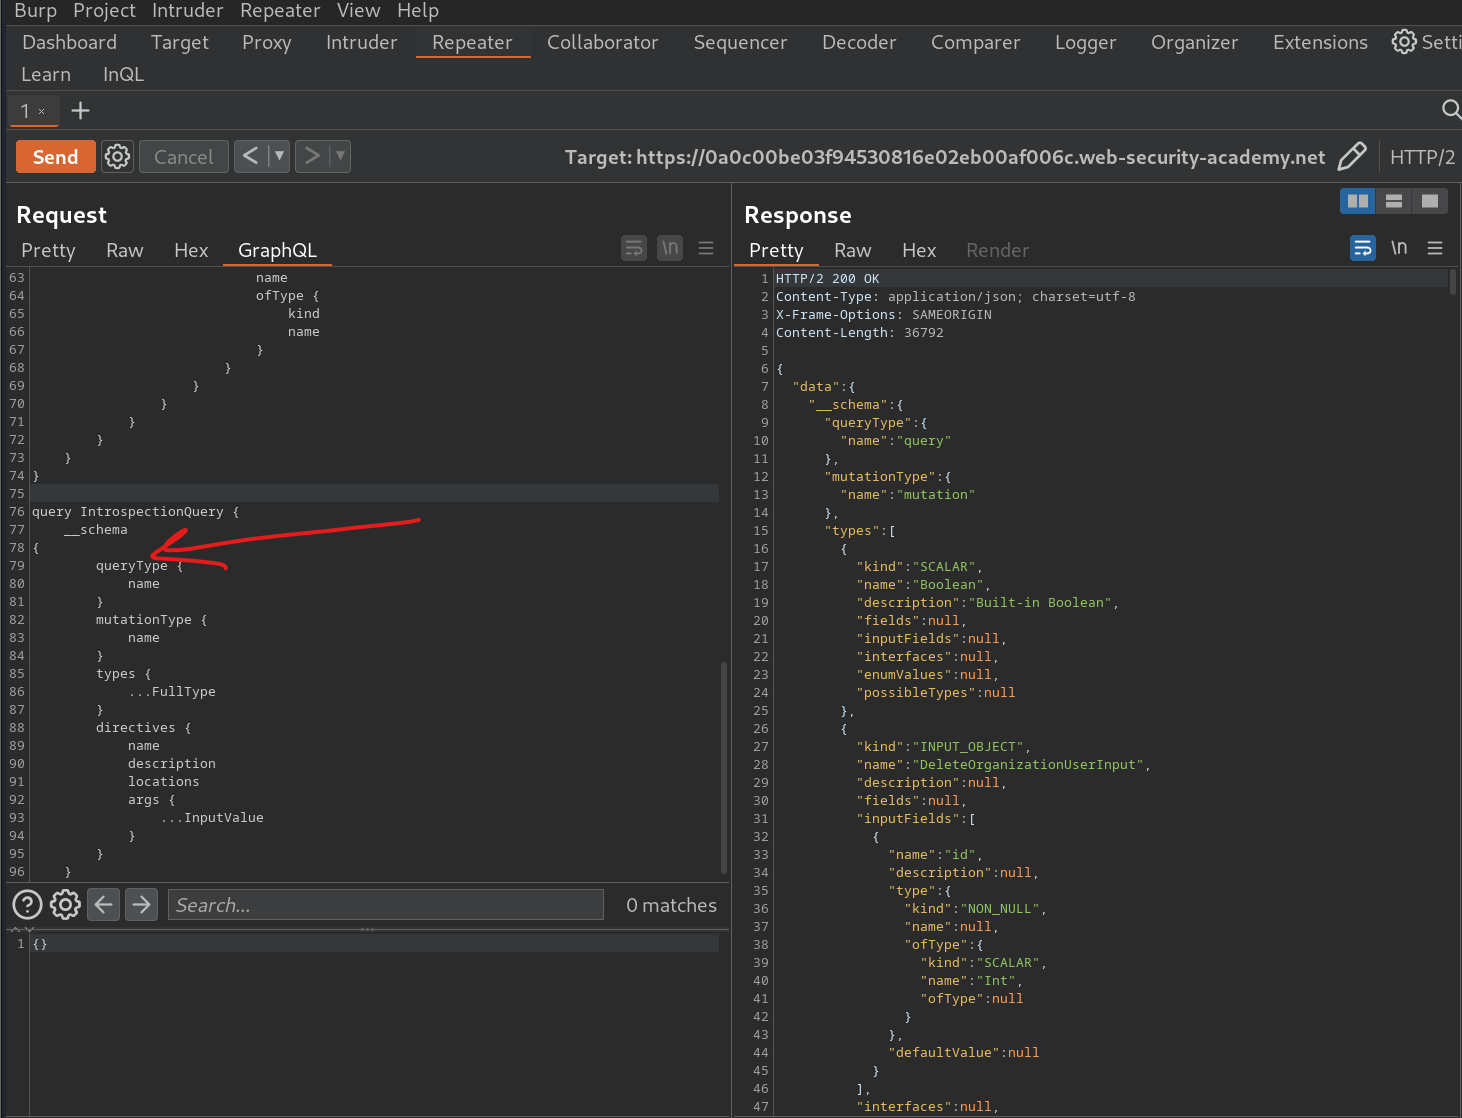 Burp Project Intruder Repeater View Help
Dashboard Target Proxy Intruder Repeater Collaborator Sequencer Decoder Comparer Logger Organizer Extensions Setti
Learn InQL
1 × +
Send Cancel < > Target: https://0a0c00be03f94530816e02eb00af006c.web-security-academy.net HTTP/2
Request
Pretty Raw Hex GraphQL \n
63 name
64 ofType {
65 kind
66 name
67 }
68 }
69 }
70 }
71 }
72 }
73 }
74 }
75
76 query IntrospectionQuery {
77 __schema
78 {
79 queryType {
80 name
81 }
82 mutationType {
83 name
84 }
85 types {
86 ...FullType
87 }
88 directives {
89 name
90 description
91 locations
92 args {
93 ...InputValue
94 }
95 }
96 }
? Search... 0 matches
1 {}
Response
Pretty Raw Hex Render \n
1 HTTP/2 200 OK
2 Content-Type: application/json; charset=utf-8
3 X-Frame-Options: SAMEORIGIN
4 Content-Length: 36792
5
6 {
7 "data":{
8 "__schema":{
9 "queryType":{
10 "name":"query"
11 },
12 "mutationType":{
13 "name":"mutation"
14 },
15 "types":[
16 {
17 "kind":"SCALAR",
18 "name":"Boolean",
19 "description":"Built-in Boolean",
20 "fields":null,
21 "inputFields":null,
22 "interfaces":null,
23 "enumValues":null,
24 "possibleTypes":null
25 },
26 {
27 "kind":"INPUT_OBJECT",
28 "name":"DeleteOrganizationUserInput",
29 "description":null,
30 "fields":null,
31 "inputFields":[
32 {
33 "name":"id",
34 "description":null,
35 "type":{
36 "kind":"NON_NULL",
37 "name":null,
38 "ofType":{
39 "kind":"SCALAR",
40 "name":"Int",
41 "ofType":null
42 }
43 },
44 "defaultValue":null
45 }
46 ],
47 "interfaces":null,